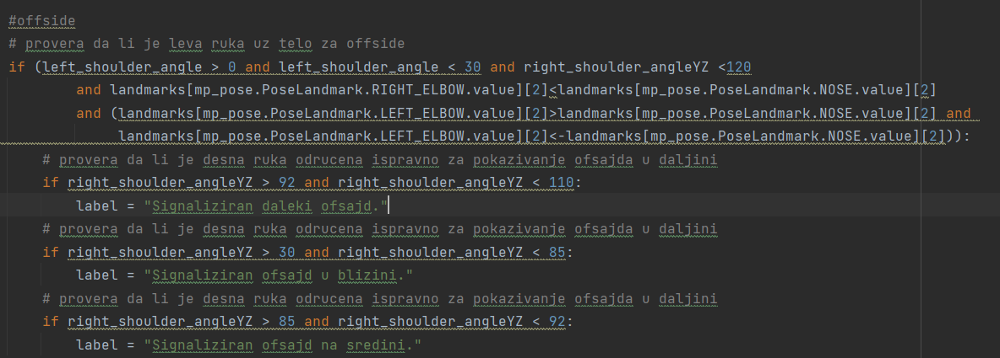 #offside
# provera da li je leva ruka uz telo za offside
if (left_shoulder_angle > 0 and left_shoulder_angle < 30 and right_shoulder_angleYZ <120
        and landmarks[mp_pose.PoseLandmark.RIGHT_ELBOW.value][2]<landmarks[mp_pose.PoseLandmark.NOSE.value][2]
        and (landmarks[mp_pose.PoseLandmark.LEFT_ELBOW.value][2]>landmarks[mp_pose.PoseLandmark.NOSE.value][2] and
             landmarks[mp_pose.PoseLandmark.LEFT_ELBOW.value][2]<-landmarks[mp_pose.PoseLandmark.NOSE.value][2])):
    # provera da li je desna ruka odrucena ispravno za pokazivanje ofsajda u daljini
    if right_shoulder_angleYZ > 92 and right_shoulder_angleYZ < 110:
        label = "Signaliziran daleki ofsajd."
    # provera da li je desna ruka odrucena ispravno za pokazivanje ofsajda u daljini
    if right_shoulder_angleYZ > 30 and right_shoulder_angleYZ < 85:
        label = "Signaliziran ofsajd u blizini."
    # provera da li je desna ruka odrucena ispravno za pokazivanje ofsajda u daljini
    if right_shoulder_angleYZ > 85 and right_shoulder_angleYZ < 92:
        label = "Signaliziran ofsajd na sredini."